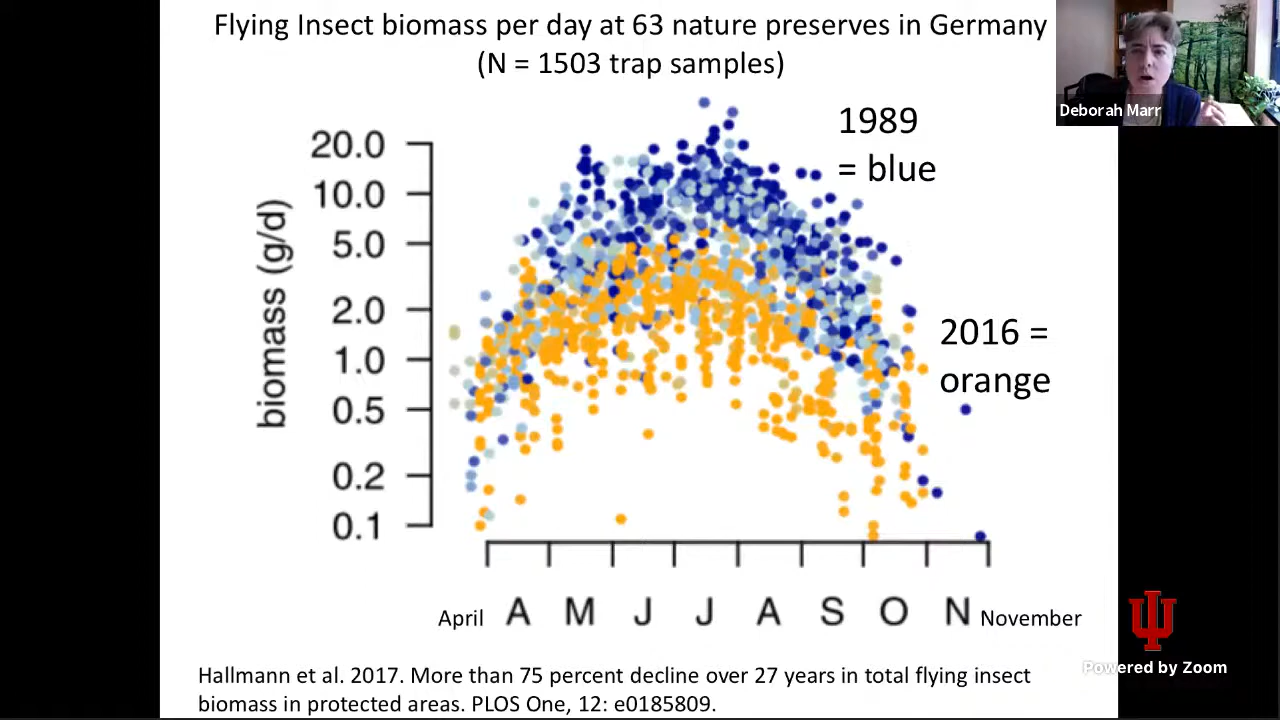 Flying Insect biomass per day at 63 nature preserves in Germany
(N = 1503 trap samples)
Deborah Marr
1989
= blue
20.0
10.0
5.0
2.0
1.0
0.5
0.2
0.1
biomass (g/d)
2016 =
orange
April A M J J A S O N November
Hallmann et al. 2017. More than 75 percent decline over 27 years in total flying insect
biomass in protected areas. PLOS One, 12: e0185809.
Powered by Zoom